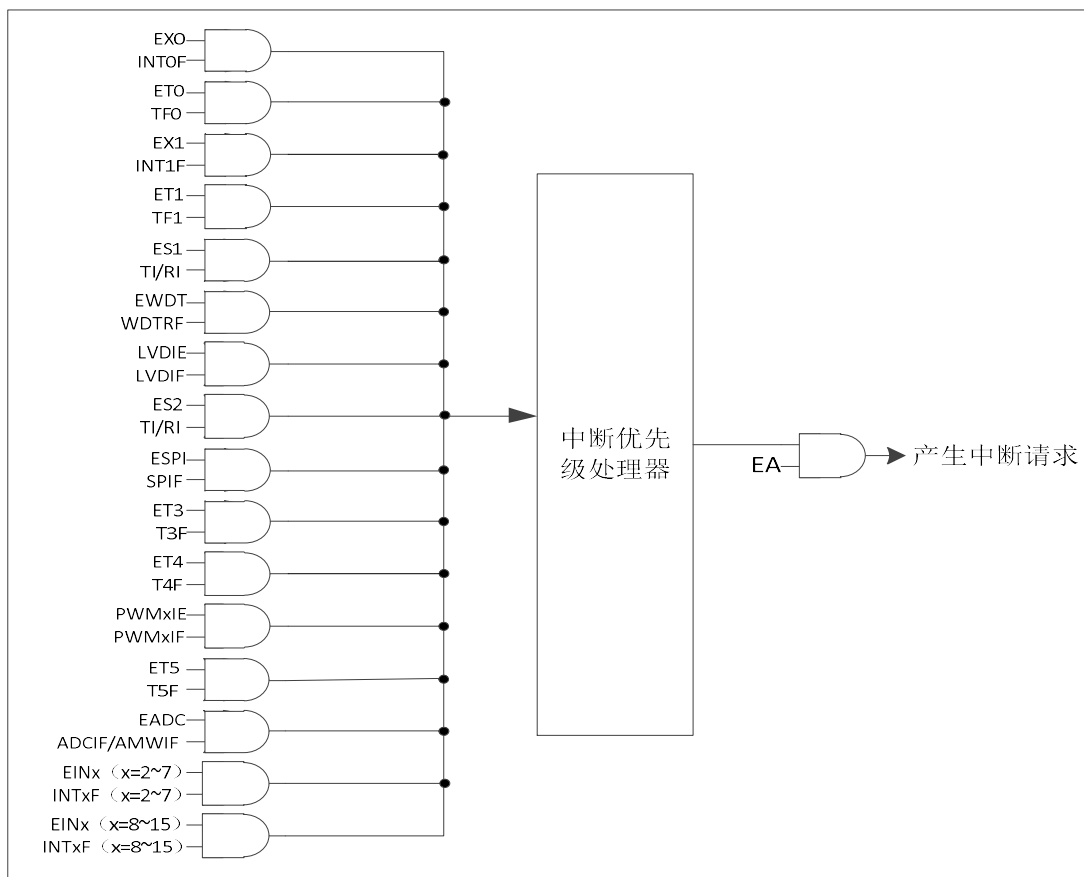 EX0
INT0F
ET0
TF0
EX1
INT1F
ET1
TF1
ES1
TI/RI
EWDT
WDTRF
LVDIE
LVDIF
ES2
TI/RI
ESPI
SPIF
ET3
T3F
ET4
T4F
PWMxIE
PWMxIF
ET5
T5F
EADC
ADCIF/AMWIF
EINx（x=2~7）
INTxF（x=2~7）
EINx（x=8~15）
INTxF（x=8~15）
中断优先
级处理器
EA
产生中断请求